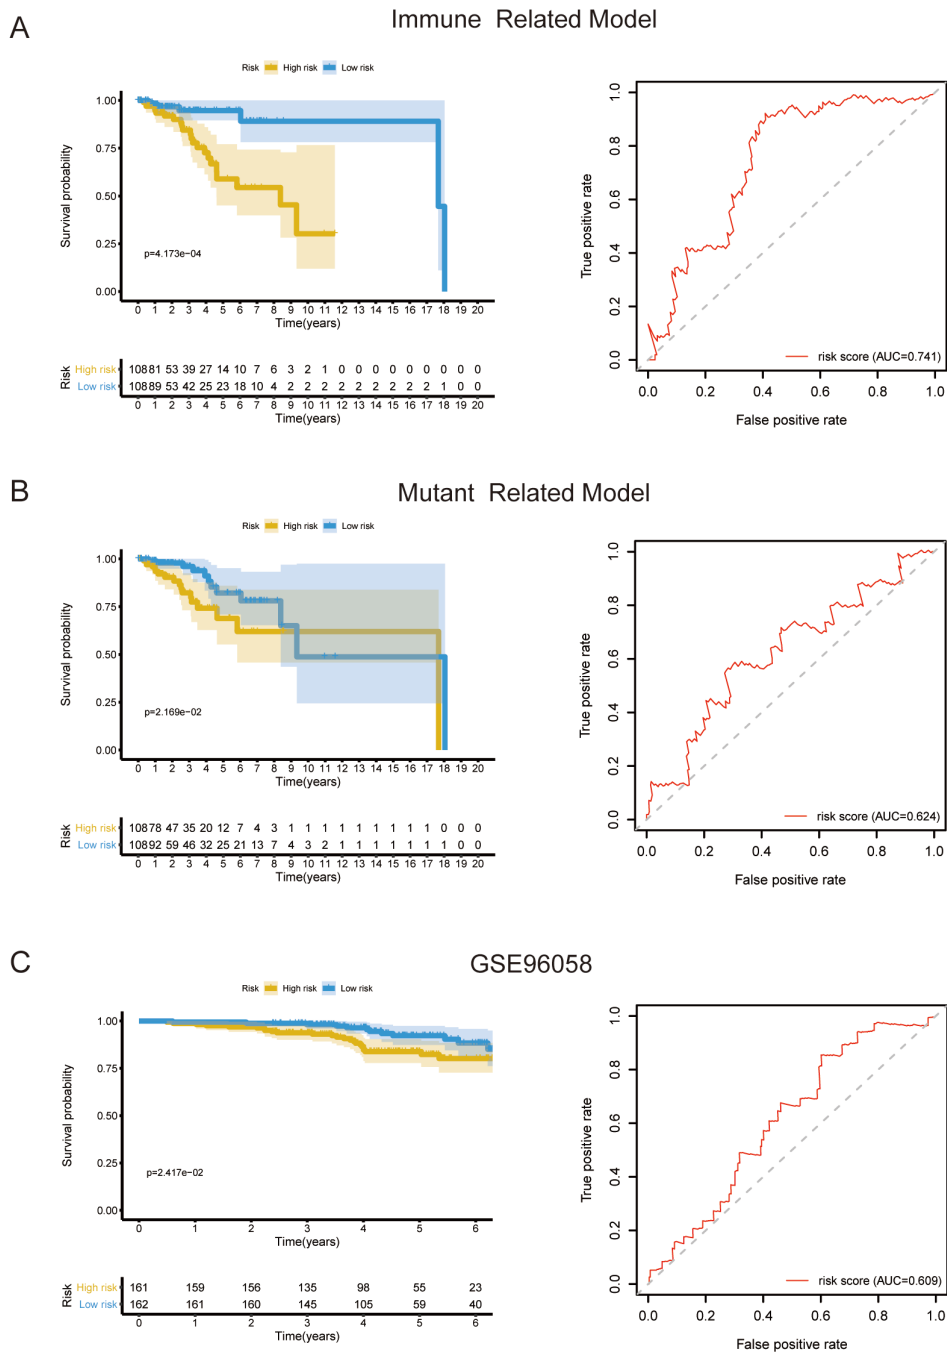 A
Immune Related Model
Risk High risk Low risk
1.00
0.75
0.50
0.25
0.00
Survival probability
p=4.173e−04
0 1 2 3 4 5 6 7 8 9 10 11 12 13 14 15 16 17 18 19 20
Time(years)
Risk
High risk 108 81 53 39 27 14 10 7 6 3 2 1 0 0 0 0 0 0 0 0 0
Low risk 108 89 53 42 25 23 18 10 4 2 2 2 2 2 2 2 2 2 1 0 0
0 1 2 3 4 5 6 7 8 9 10 11 12 13 14 15 16 17 18 19 20
Time(years)
True positive rate
1.0
0.8
0.6
0.4
0.2
0.0
risk score (AUC=0.741)
0.0 0.2 0.4 0.6 0.8 1.0
False positive rate
B
Mutant Related Model
Risk High risk Low risk
1.00
0.75
0.50
0.25
0.00
Survival probability
p=2.169e−02
0 1 2 3 4 5 6 7 8 9 10 11 12 13 14 15 16 17 18 19 20
Time(years)
Risk
High risk 108 78 47 35 20 12 7 4 3 1 1 1 1 1 1 1 1 1 0 0 0
Low risk 108 92 59 46 32 25 21 13 7 4 3 2 1 1 1 1 1 1 1 0 0
0 1 2 3 4 5 6 7 8 9 10 11 12 13 14 15 16 17 18 19 20
Time(years)
True positive rate
1.0
0.8
0.6
0.4
0.2
0.0
risk score (AUC=0.624)
0.0 0.2 0.4 0.6 0.8 1.0
False positive rate
C
GSE96058
Risk High risk Low risk
1.00
0.75
0.50
0.25
0.00
Survival probability
p=2.417e−02
0 1 2 3 4 5 6
Time(years)
Risk
High risk 161 159 156 135 98 55 23
Low risk 162 161 160 145 105 59 40
0 1 2 3 4 5 6
Time(years)
True positive rate
1.0
0.8
0.6
0.4
0.2
0.0
risk score (AUC=0.609)
0.0 0.2 0.4 0.6 0.8 1.0
False positive rate